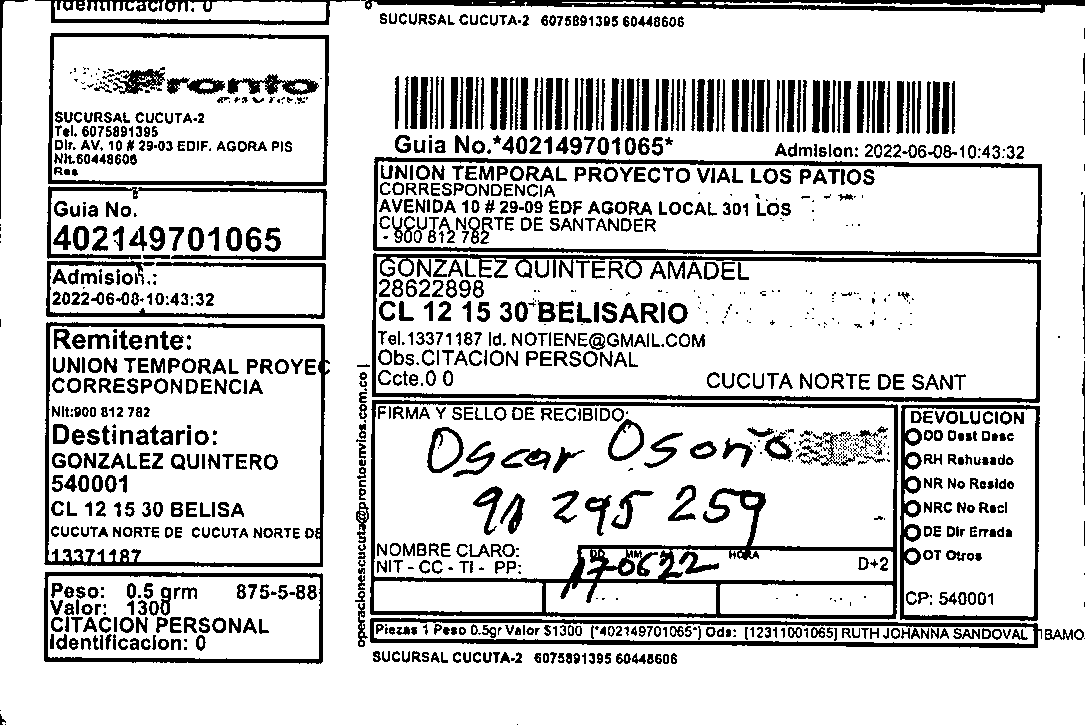 Identificacion: 0
SUCURSAL CUCUTA-2 6075891395 60448606
Pronto
envios
SUCURSAL CUCUTA-2
Tel. 6075891395
Dir. AV. 10 # 29-03 EDIF. AGORA PIS
Nit.60448606
Res
Guia No.
402149701065
Admision.:
2022-06-08-10:43:32
Remitente:
UNION TEMPORAL PROYEC
CORRESPONDENCIA
Nit:900 812 782
Destinatario:
GONZALEZ QUINTERO
540001
CL 12 15 30 BELISA
CUCUTA NORTE DE CUCUTA NORTE DE
13371187
Peso: 0.5 grm 875-5-88
Valor: 1300
CITACION PERSONAL
Identificacion: 0
Guia No.*402149701065*
Admision: 2022-06-08-10:43:32
UNION TEMPORAL PROYECTO VIAL LOS PATIOS
CORRESPONDENCIA
AVENIDA 10 # 29-09 EDF AGORA LOCAL 301 LOS
CUCUTA NORTE DE SANTANDER
- 900 812 782
GONZALEZ QUINTERO AMADEL
28622898
CL 12 15 30 BELISARIO
Tel.13371187 Id. NOTIENE@GMAIL.COM
Obs.CITACION PERSONAL
Ccte.0 0
CUCUTA NORTE DE SANT
operacionescucuta@prontoenvios.com.co |
FIRMA Y SELLO DE RECIBIDO:
Oscar Osorio
91 295 259
NOMBRE CLARO:
NIT - CC - TI - PP:
DD MM AA HORA
170622
D+2
DEVOLUCION
DD Dest Desc
RH Rehusado
NR No Reside
NRC No Recl
DE Dir Errada
OT Otros
CP: 540001
Piezas 1 Peso 0.5gr Valor $1300 [*402149701065*] Ods: [12311001065] RUTH JOHANNA SANDOVAL TBAMO
SUCURSAL CUCUTA-2 6075891395 60448606